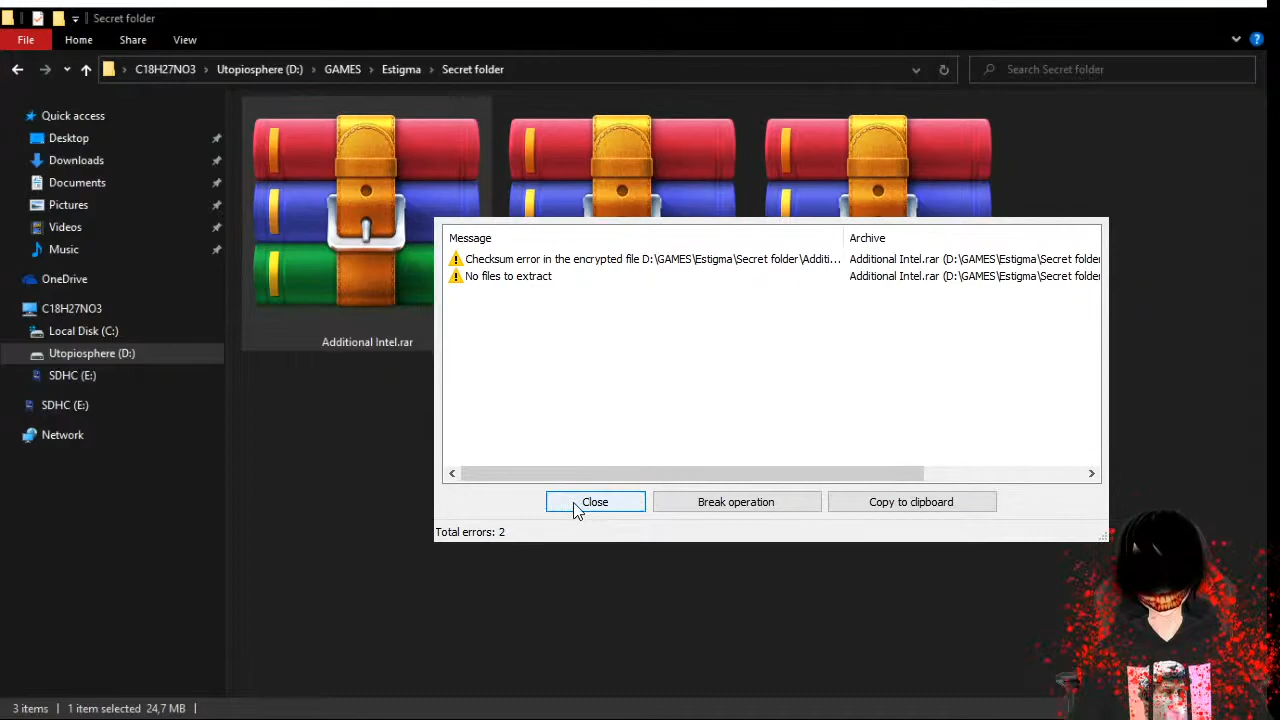 Secret folder
File Home Share View
C18H27NO3 Utopiosphere (D:) GAMES Estigma Secret folder Search Secret folder
Quick access
Desktop
Downloads
Documents
Pictures
Videos
Music
OneDrive
C18H27NO3
Local Disk (C:)
Utopiosphere (D:)
SDHC (E:)
SDHC (E:)
Network
Additional Intel.rar
Message Archive
Checksum error in the encrypted file D:\GAMES\Estigma\Secret folder\Additi... Additional Intel.rar (D:\GAMES\Estigma\Secret folde
No files to extract Additional Intel.rar (D:\GAMES\Estigma\Secret folde
Close Break operation Copy to clipboard
Total errors: 2
3 items 1 item selected 24,7 MB